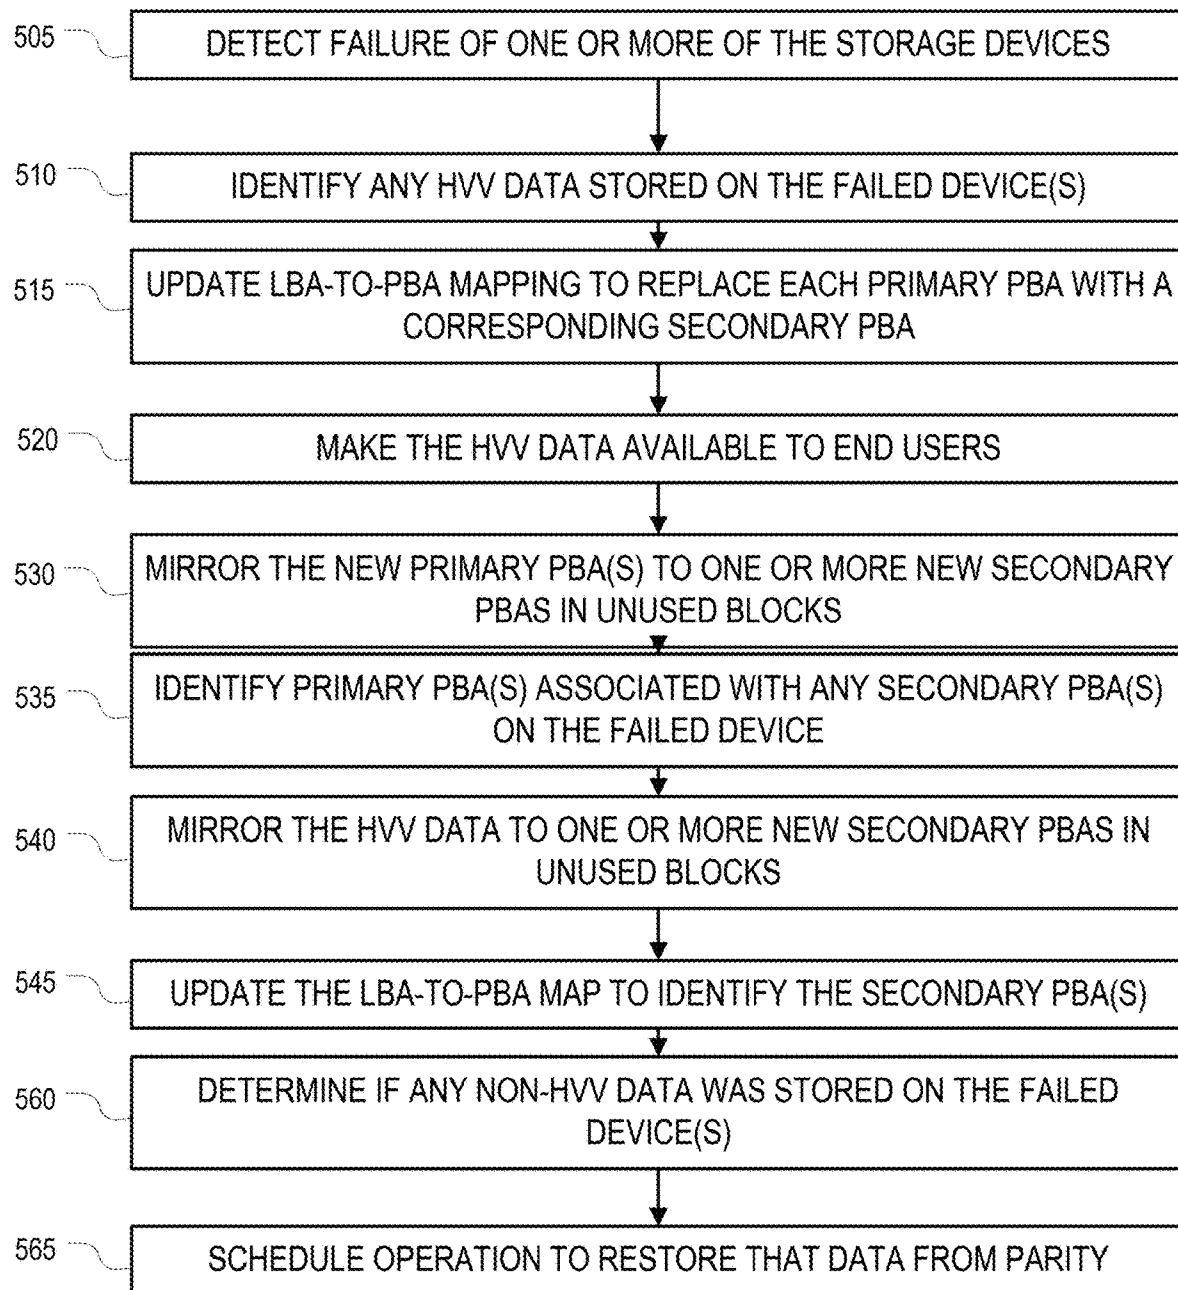 505 DETECT FAILURE OF ONE OR MORE OF THE STORAGE DEVICES
510 IDENTIFY ANY HVV DATA STORED ON THE FAILED DEVICE(S)
515 UPDATE LBA-TO-PBA MAPPING TO REPLACE EACH PRIMARY PBA WITH A
CORRESPONDING SECONDARY PBA
520 MAKE THE HVV DATA AVAILABLE TO END USERS
530 MIRROR THE NEW PRIMARY PBA(S) TO ONE OR MORE NEW SECONDARY
PBAS IN UNUSED BLOCKS
535 IDENTIFY PRIMARY PBA(S) ASSOCIATED WITH ANY SECONDARY PBA(S)
ON THE FAILED DEVICE
540 MIRROR THE HVV DATA TO ONE OR MORE NEW SECONDARY PBAS IN
UNUSED BLOCKS
545 UPDATE THE LBA-TO-PBA MAP TO IDENTIFY THE SECONDARY PBA(S)
560 DETERMINE IF ANY NON-HVV DATA WAS STORED ON THE FAILED
DEVICE(S)
565 SCHEDULE OPERATION TO RESTORE THAT DATA FROM PARITY